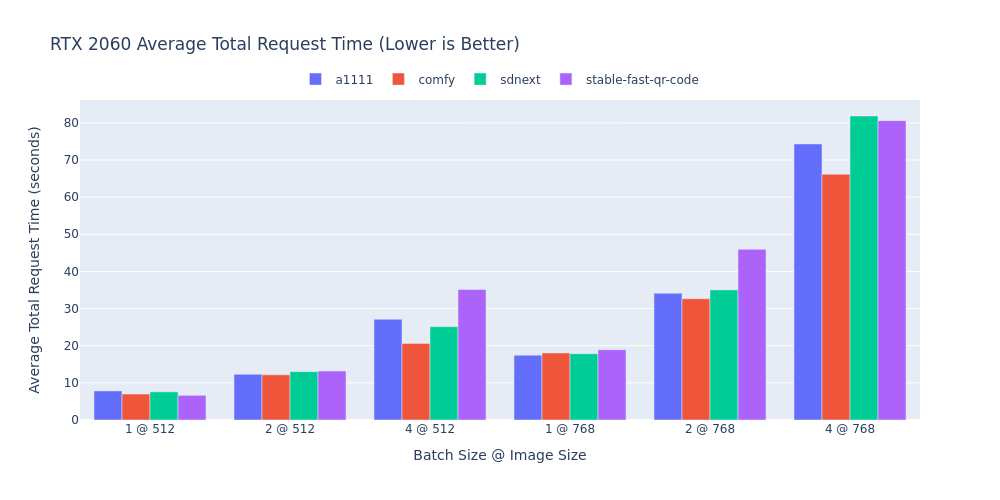 RTX 2060 Average Total Request Time (Lower is Better)
a1111 comfy sdnext stable-fast-qr-code
Average Total Request Time (seconds)
80
70
60
50
40
30
20
10
0
1 @ 512 2 @ 512 4 @ 512 1 @ 768 2 @ 768 4 @ 768
Batch Size @ Image Size